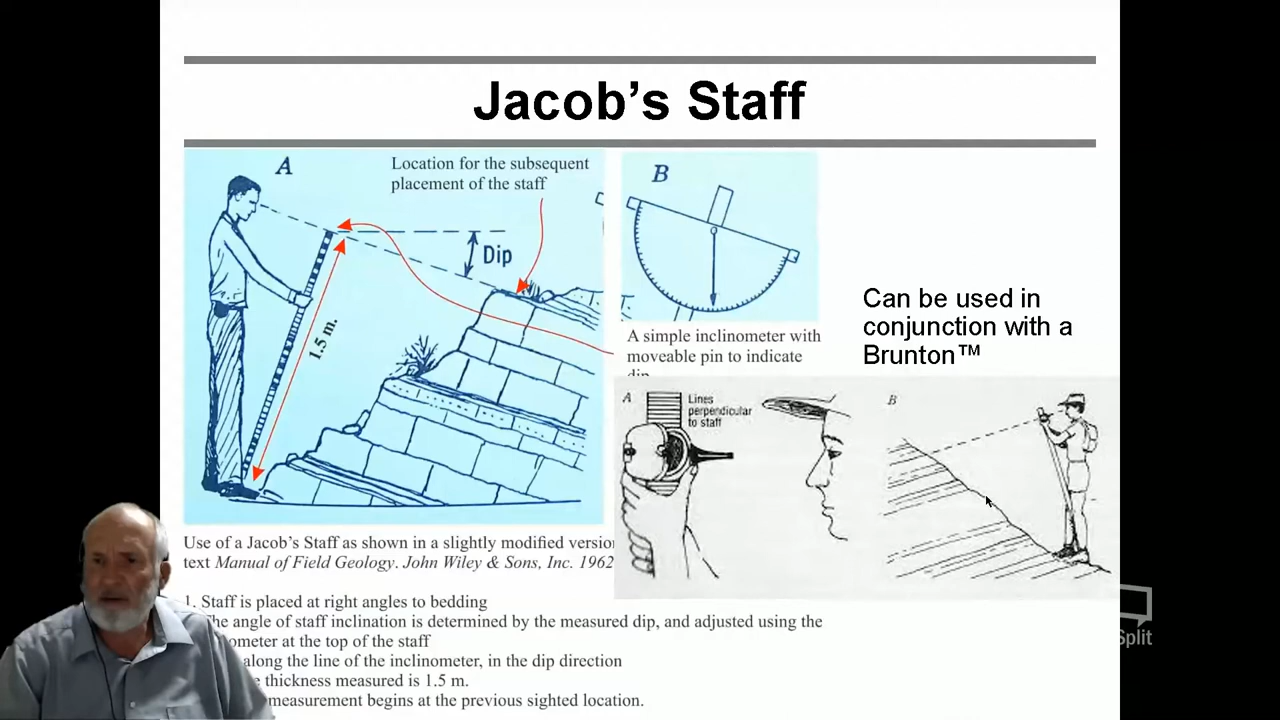 Jacob's Staff
A
Location for the subsequent
placement of the staff
Dip
1.5 m.
B
A simple inclinometer with
moveable pin to indicate
Can be used in
conjunction with a
Brunton™
A
Lines
perpendicular
to staff
B
Use of a Jacob's Staff as shown in a slightly modified
text Manual of Field Geology. John Wiley & Sons, Inc. 1962
1. Staff is placed at right angles to bedding
The angle of staff inclination is determined by the measured dip, and adjusted using the
at the top of the staff
along the line of the inclinometer, in the dip direction
thickness measured is 1.5 m.
measurement begins at the previous sighted location.
Split